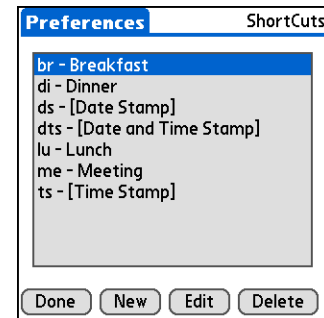 Preferences ShortCuts
br - Breakfast
di - Dinner
ds - [Date Stamp]
dts - [Date and Time Stamp]
lu - Lunch
me - Meeting
ts - [Time Stamp]
Done New Edit Delete